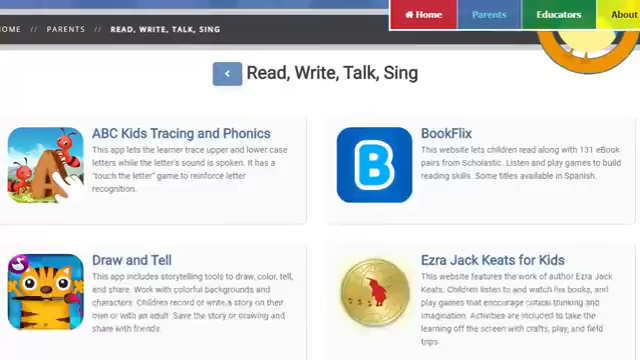 Home
Parents
Educators
About
OME // PARENTS // READ, WRITE, TALK, SING
Read, Write, Talk, Sing
ABC Kids Tracing and Phonics
This app lets the learner trace upper and lower case
letters while the letter's sound is spoken. It has a
"touch the letter" game to reinforce letter
recognition.
B
BookFlix
This website lets children read along with 131 eBook
pairs from Scholastic. Listen and play games to build
reading skills. Some titles available in Spanish.
Draw and Tell
This app includes storytelling tools to draw, color, tell,
and share. Work with colorful backgrounds and
characters. Children record or write a story on their
own or with an adult. Save the story or drawing and
share with friends.
Ezra Jack Keats for Kids
This website features the work of author Ezra Jack
Keats. Children listen to and watch his books, and
play games that encourage critical thinking and
imagination. Activities are included to take the
learning off the screen with crafts, play, and field
trips.